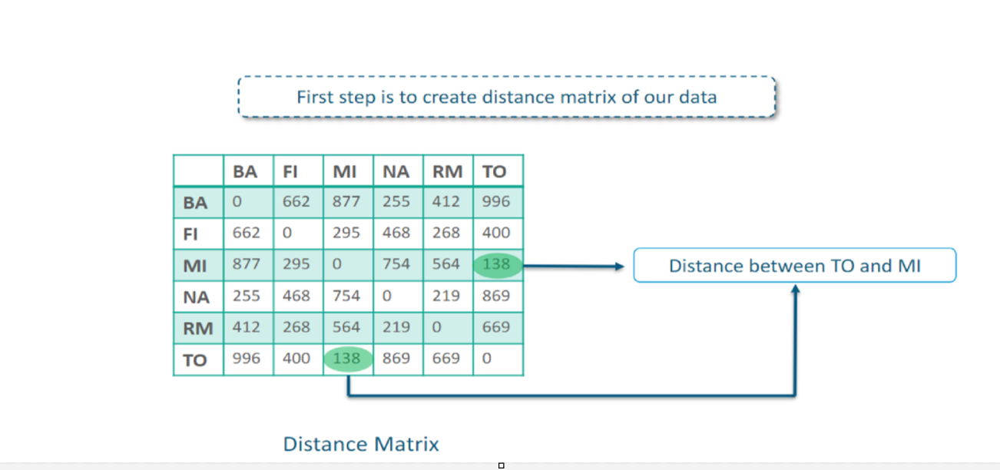 First step is to create distance matrix of our data
BA FI MI NA RM TO
BA 0 662 877 255 412 996
FI 662 0 295 468 268 400
MI 877 295 0 754 564 138
Distance between TO and MI
NA 255 468 754 0 219 869
RM 412 268 564 219 0 669
TO 996 400 138 869 669 0
Distance Matrix